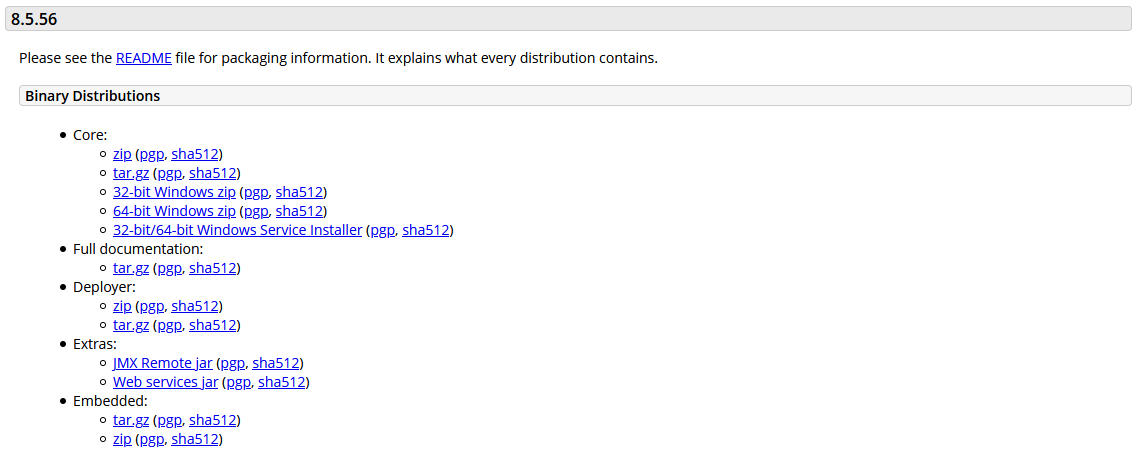 8.5.56
Please see the README file for packaging information. It explains what every distribution contains.
Binary Distributions
Core:
zip (pgp, sha512)
tar.gz (pgp, sha512)
32-bit Windows zip (pgp, sha512)
64-bit Windows zip (pgp, sha512)
32-bit/64-bit Windows Service Installer (pgp, sha512)
Full documentation:
tar.gz (pgp, sha512)
Deployer:
zip (pgp, sha512)
tar.gz (pgp, sha512)
Extras:
JMX Remote jar (pgp, sha512)
Web services jar (pgp, sha512)
Embedded:
tar.gz (pgp, sha512)
zip (pgp, sha512)